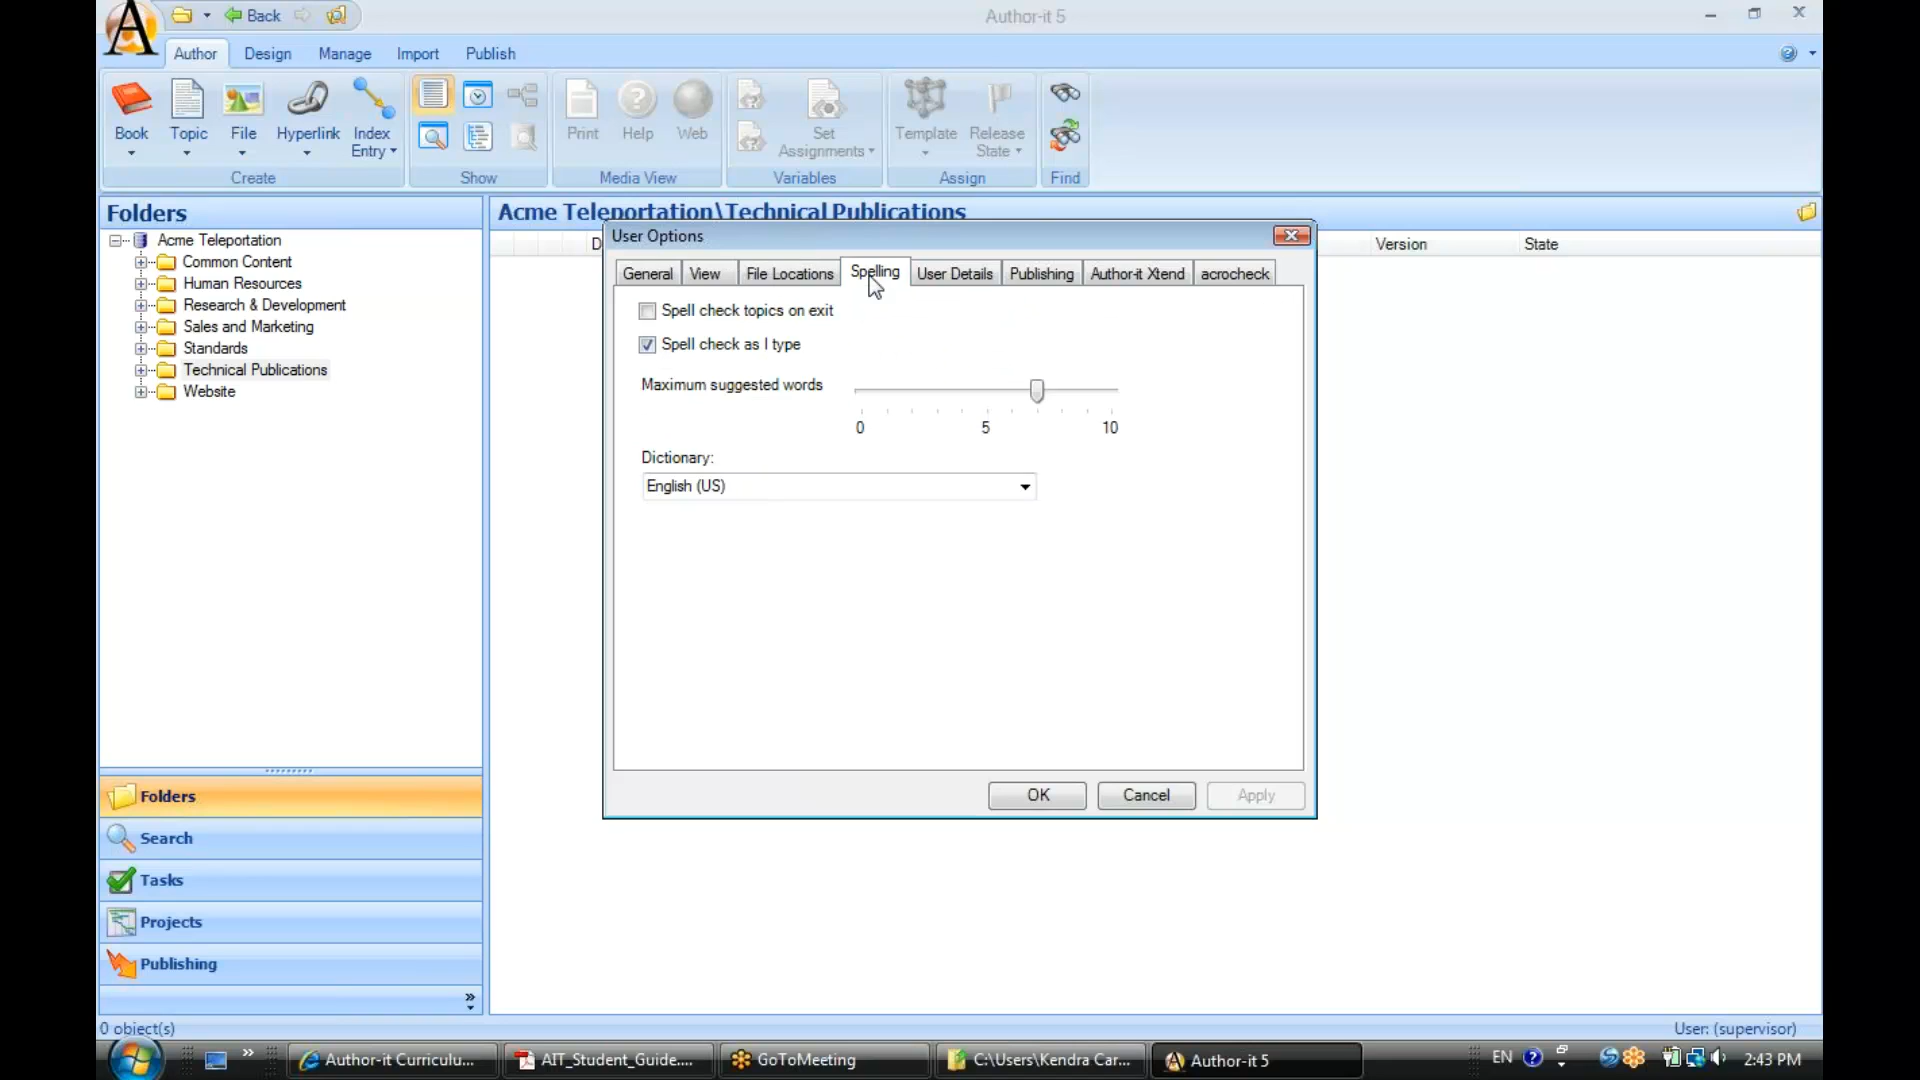 Back
Author-it 5
Author Design Manage Import Publish
Book Topic File Hyperlink Index Entry
Print Help Web
Set Assignments
Template Release State
Create Show Media View Variables Assign Find
Folders
Acme Teleportation
Common Content
Human Resources
Research & Development
Sales and Marketing
Standards
Technical Publications
Website
Acme Teleportation\Technical Publications
D Version State
User Options
General View File Locations Spelling User Details Publishing Author-it Xtend acrocheck
Spell check topics on exit
Spell check as I type
Maximum suggested words
0 5 10
Dictionary:
English (US)
OK Cancel Apply
Folders
Search
Tasks
Projects
Publishing
0 object(s)
User: (supervisor)
Author-it Curriculu... AIT_Student_Guide.... GoToMeeting C:\Users\Kendra Car... Author-it 5 EN 2:43 PM